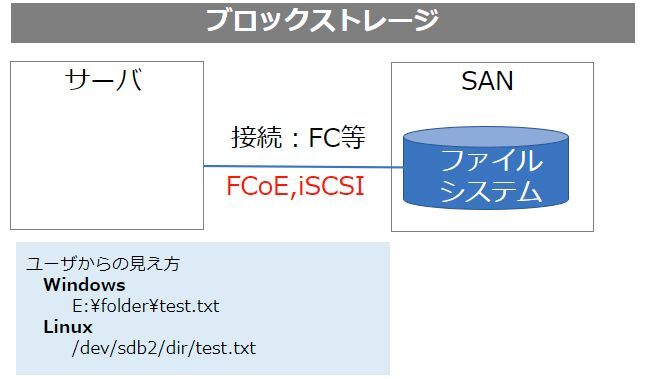 ブロックストレージ
サーバ
SAN
接続：FC等
FCoE,iSCSI
ファイル
システム
ユーザからの見え方
Windows
E:¥folder¥test.txt
Linux
/dev/sdb2/dir/test.txt